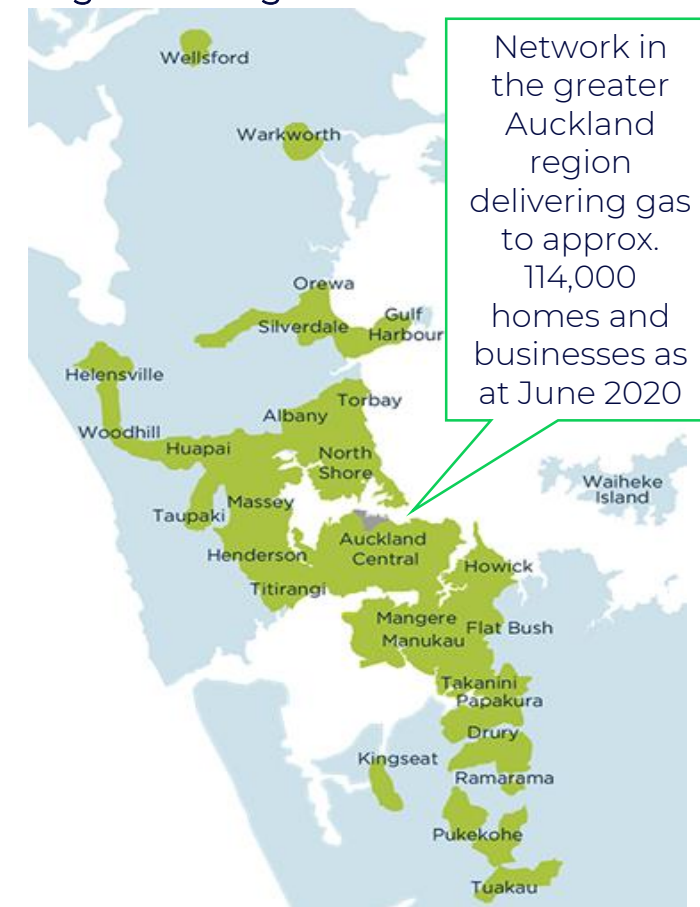 Wellsford
Warkworth
Network in
the greater
Auckland
region
delivering gas
to approx.
114,000
homes and
businesses as
at June 2020
Orewa
Silverdale
Gulf
Harbour
Helensville
Torbay
Albany
Woodhill
Huapai
North
Shore
Waiheke
Island
Massey
Taupaki
Auckland
Central
Henderson
Howick
Titirangi
Mangere
Manukau
Flat Bush
Takanini
Papakura
Drury
Kingseat
Ramarama
Pukekohe
Tuakau